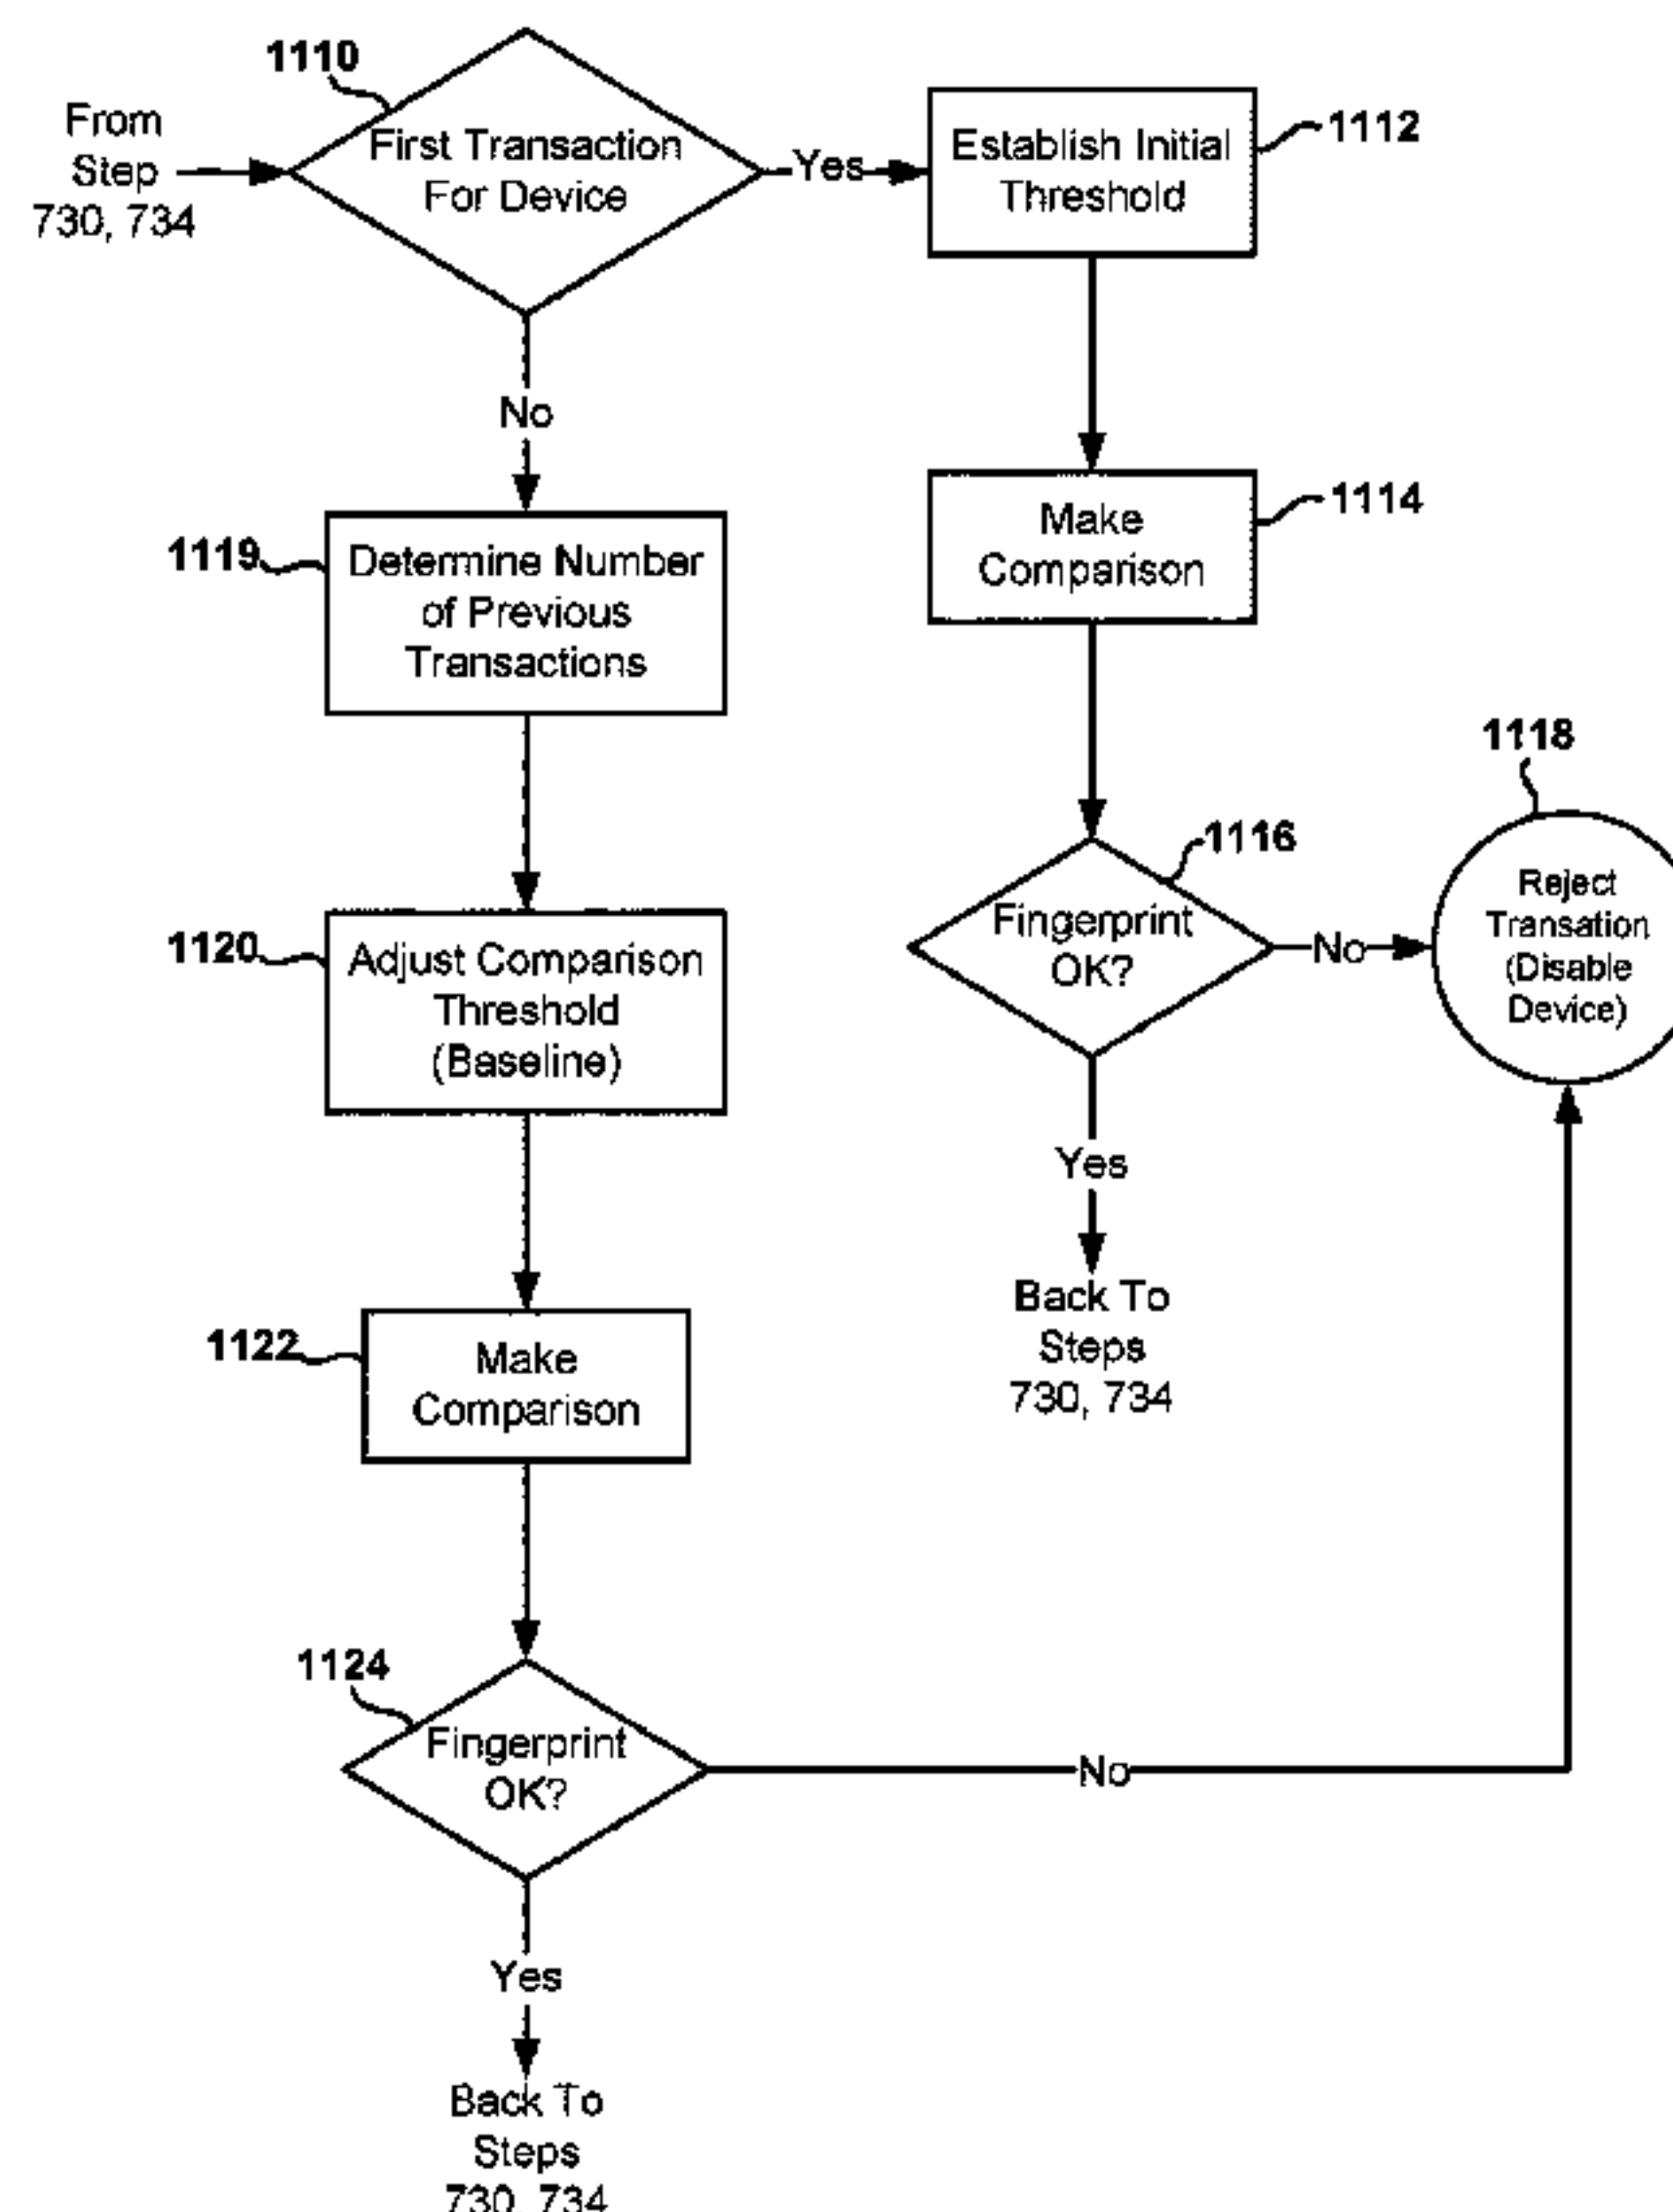 1110
From
Step
730, 734
First Transaction
For Device
Yes
Establish Initial
Threshold
1112
No
Make
Comparison
1114
1119
Determine Number
of Previous
Transactions
1118
Reject
Transation
(Disable
Device)
1116
Fingerprint
OK?
No
1120
Adjust Comparison
Threshold
(Baseline)
Yes
Back To
Steps
730, 734
1122
Make
Comparison
1124
Fingerprint
OK?
No
Yes
Back To
Steps
730, 734